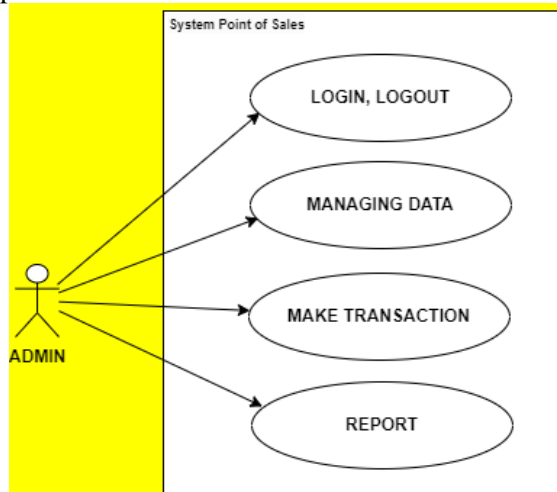 System Point of Sales
LOGIN, LOGOUT
MANAGING DATA
MAKE TRANSACTION
ADMIN
REPORT